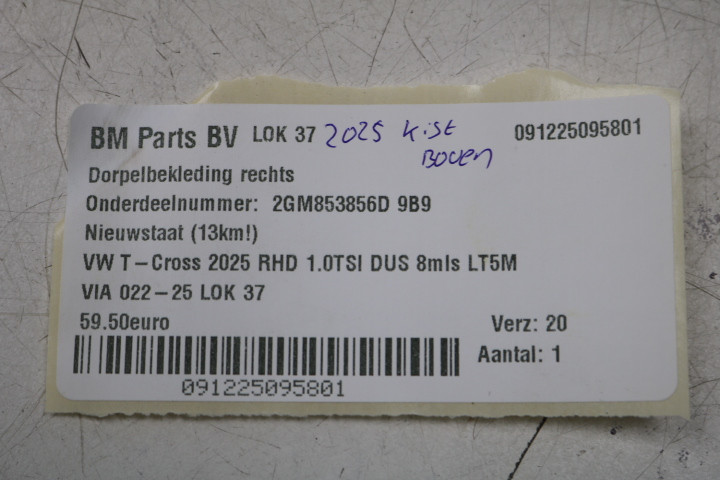 BM Parts BV LOK 37 2025 Kist 091225095801
Boven
Dorpelbekleding rechts
Onderdeelnummer: 2GM853856D 9B9
Nieuwstaat (13km!)
VW T-Cross 2025 RHD 1.0TSI DUS 8mls LT5M
VIA 022-25 LOK 37
59.50euro Verz: 20
Aantal: 1
091225095801